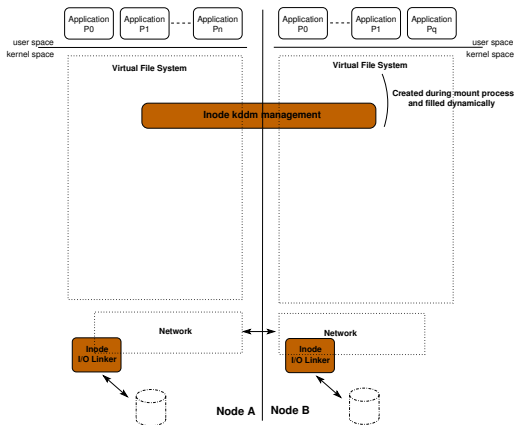 Application
P0
Application
P1
Application
Pn
Application
P0
Application
P1
Application
Pq
user space
kernel space
user space
kernel space
Virtual File System
Virtual File System
Created during mount process
and filled dynamically
Inode kddm management
Network
Network
Inode
I/O Linker
Inode
I/O Linker
Node A
Node B